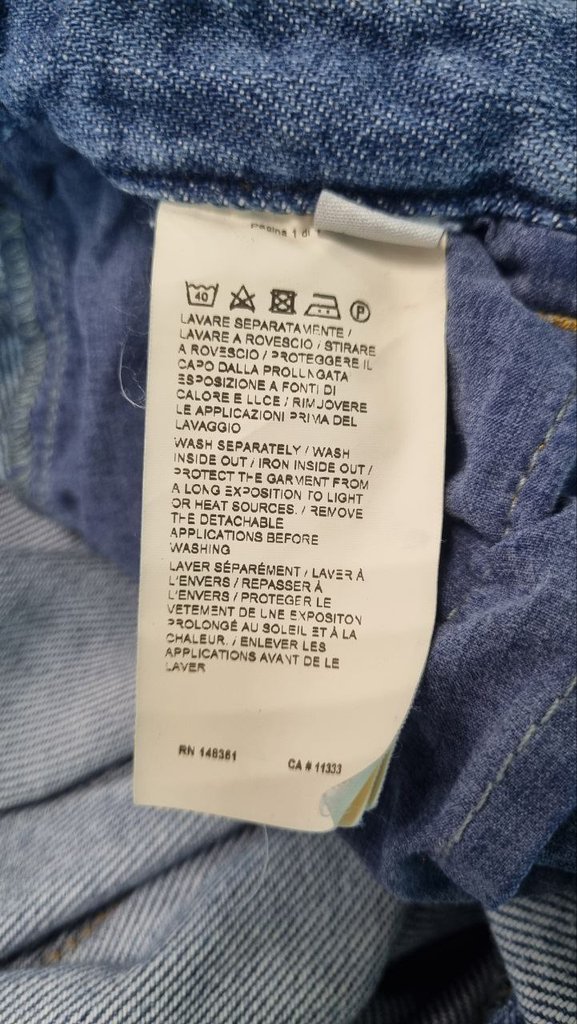 Pagina 1 di
40
P
LAVARE SEPARATAMENTE /
LAVARE A ROVESCIO / STIRARE
A ROVESCIO / PROTEGGERE IL
CAPO DALLA PROLUNGATA
ESPOSIZIONE A FONTI DI
CALORE E LUCE / RIMUOVERE
LE APPLICAZIONI PRIMA DEL
LAVAGGIO
WASH SEPARATELY / WASH
INSIDE OUT / IRON INSIDE OUT /
PROTECT THE GARMENT FROM
A LONG EXPOSITION TO LIGHT
OR HEAT SOURCES. / REMOVE
THE DETACHABLE
APPLICATIONS BEFORE
WASHING
LAVER SÉPARÉMENT / LAVER À
L'ENVERS / REPASSER À
L'ENVERS / PROTEGER LE
VETEMENT DE UNE EXPOSITON
PROLONGÉ AU SOLEIL ET À LA
CHALEUR. / ENLEVER LES
APPLICATIONS AVANT DE LE
LAVER
RN 148361 CA # 11333